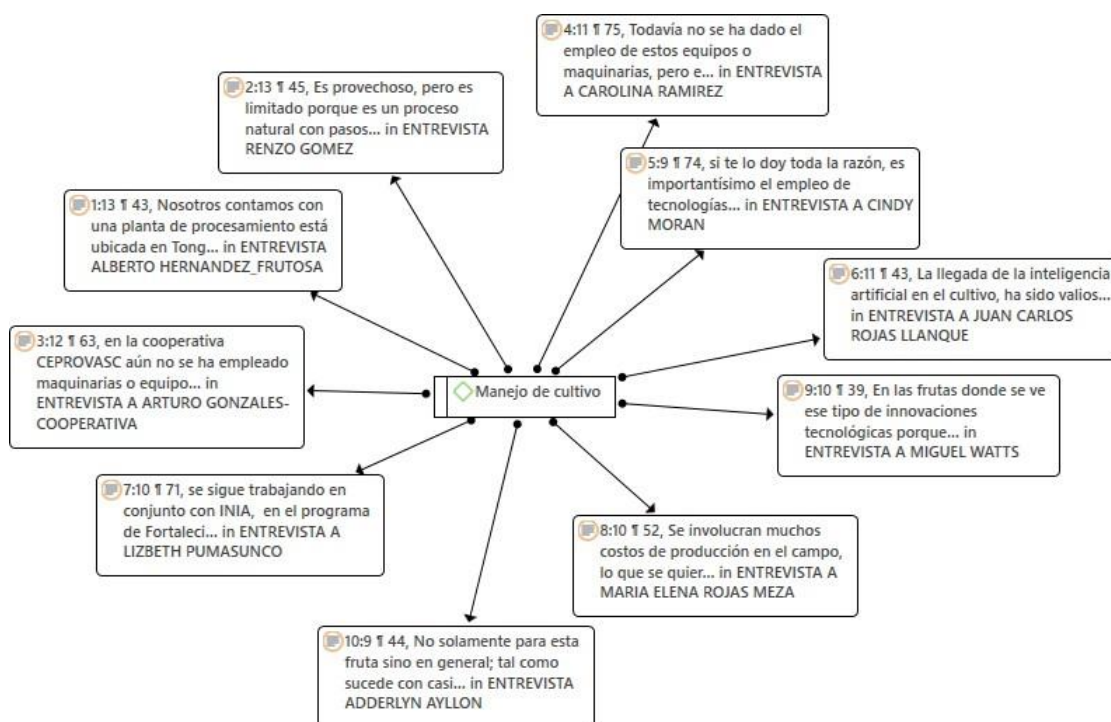 4:11 ¶ 75, Todavía no se ha dado el
empleo de estos equipos o
maquinarias, pero e... in ENTREVISTA
A CAROLINA RAMIREZ
2:13 ¶ 45, Es provechoso, pero es
limitado porque es un proceso
natural con pasos... in ENTREVISTA
RENZO GOMEZ
5:9 ¶ 74, si te lo doy toda la razón, es
importantísimo el empleo de
tecnologías... in ENTREVISTA A CINDY
MORAN
1:13 ¶ 43, Nosotros contamos con
una planta de procesamiento está
ubicada en Tong... in ENTREVISTA
ALBERTO HERNANDEZ_FRUTOSA
6:11 ¶ 43, La llegada de la inteligencia
artificial en el cultivo, ha sido valios...
in ENTREVISTA A JUAN CARLOS
ROJAS LLANQUE
3:12 ¶ 63, en la cooperativa
CEPROVASC aún no se ha empleado
maquinarias o equipo... in
ENTREVISTA A ARTURO GONZALES-
COOPERATIVA
Manejo de cultivo
9:10 ¶ 39, En las frutas donde se ve
ese tipo de innovaciones
tecnológicas porque... in
ENTREVISTA A MIGUEL WATTS
7:10 ¶ 71, se sigue trabajando en
conjunto con INIA, en el programa
de Fortaleci... in ENTREVISTA A
LIZBETH PUMASUNCO
8:10 ¶ 52, Se involucran muchos
costos de producción en el campo,
lo que se quier... in ENTREVISTA A
MARIA ELENA ROJAS MEZA
10:9 ¶ 44, No solamente para esta
fruta sino en general; tal como
sucede con casi... in ENTREVISTA
ADDERLYN AYLLON